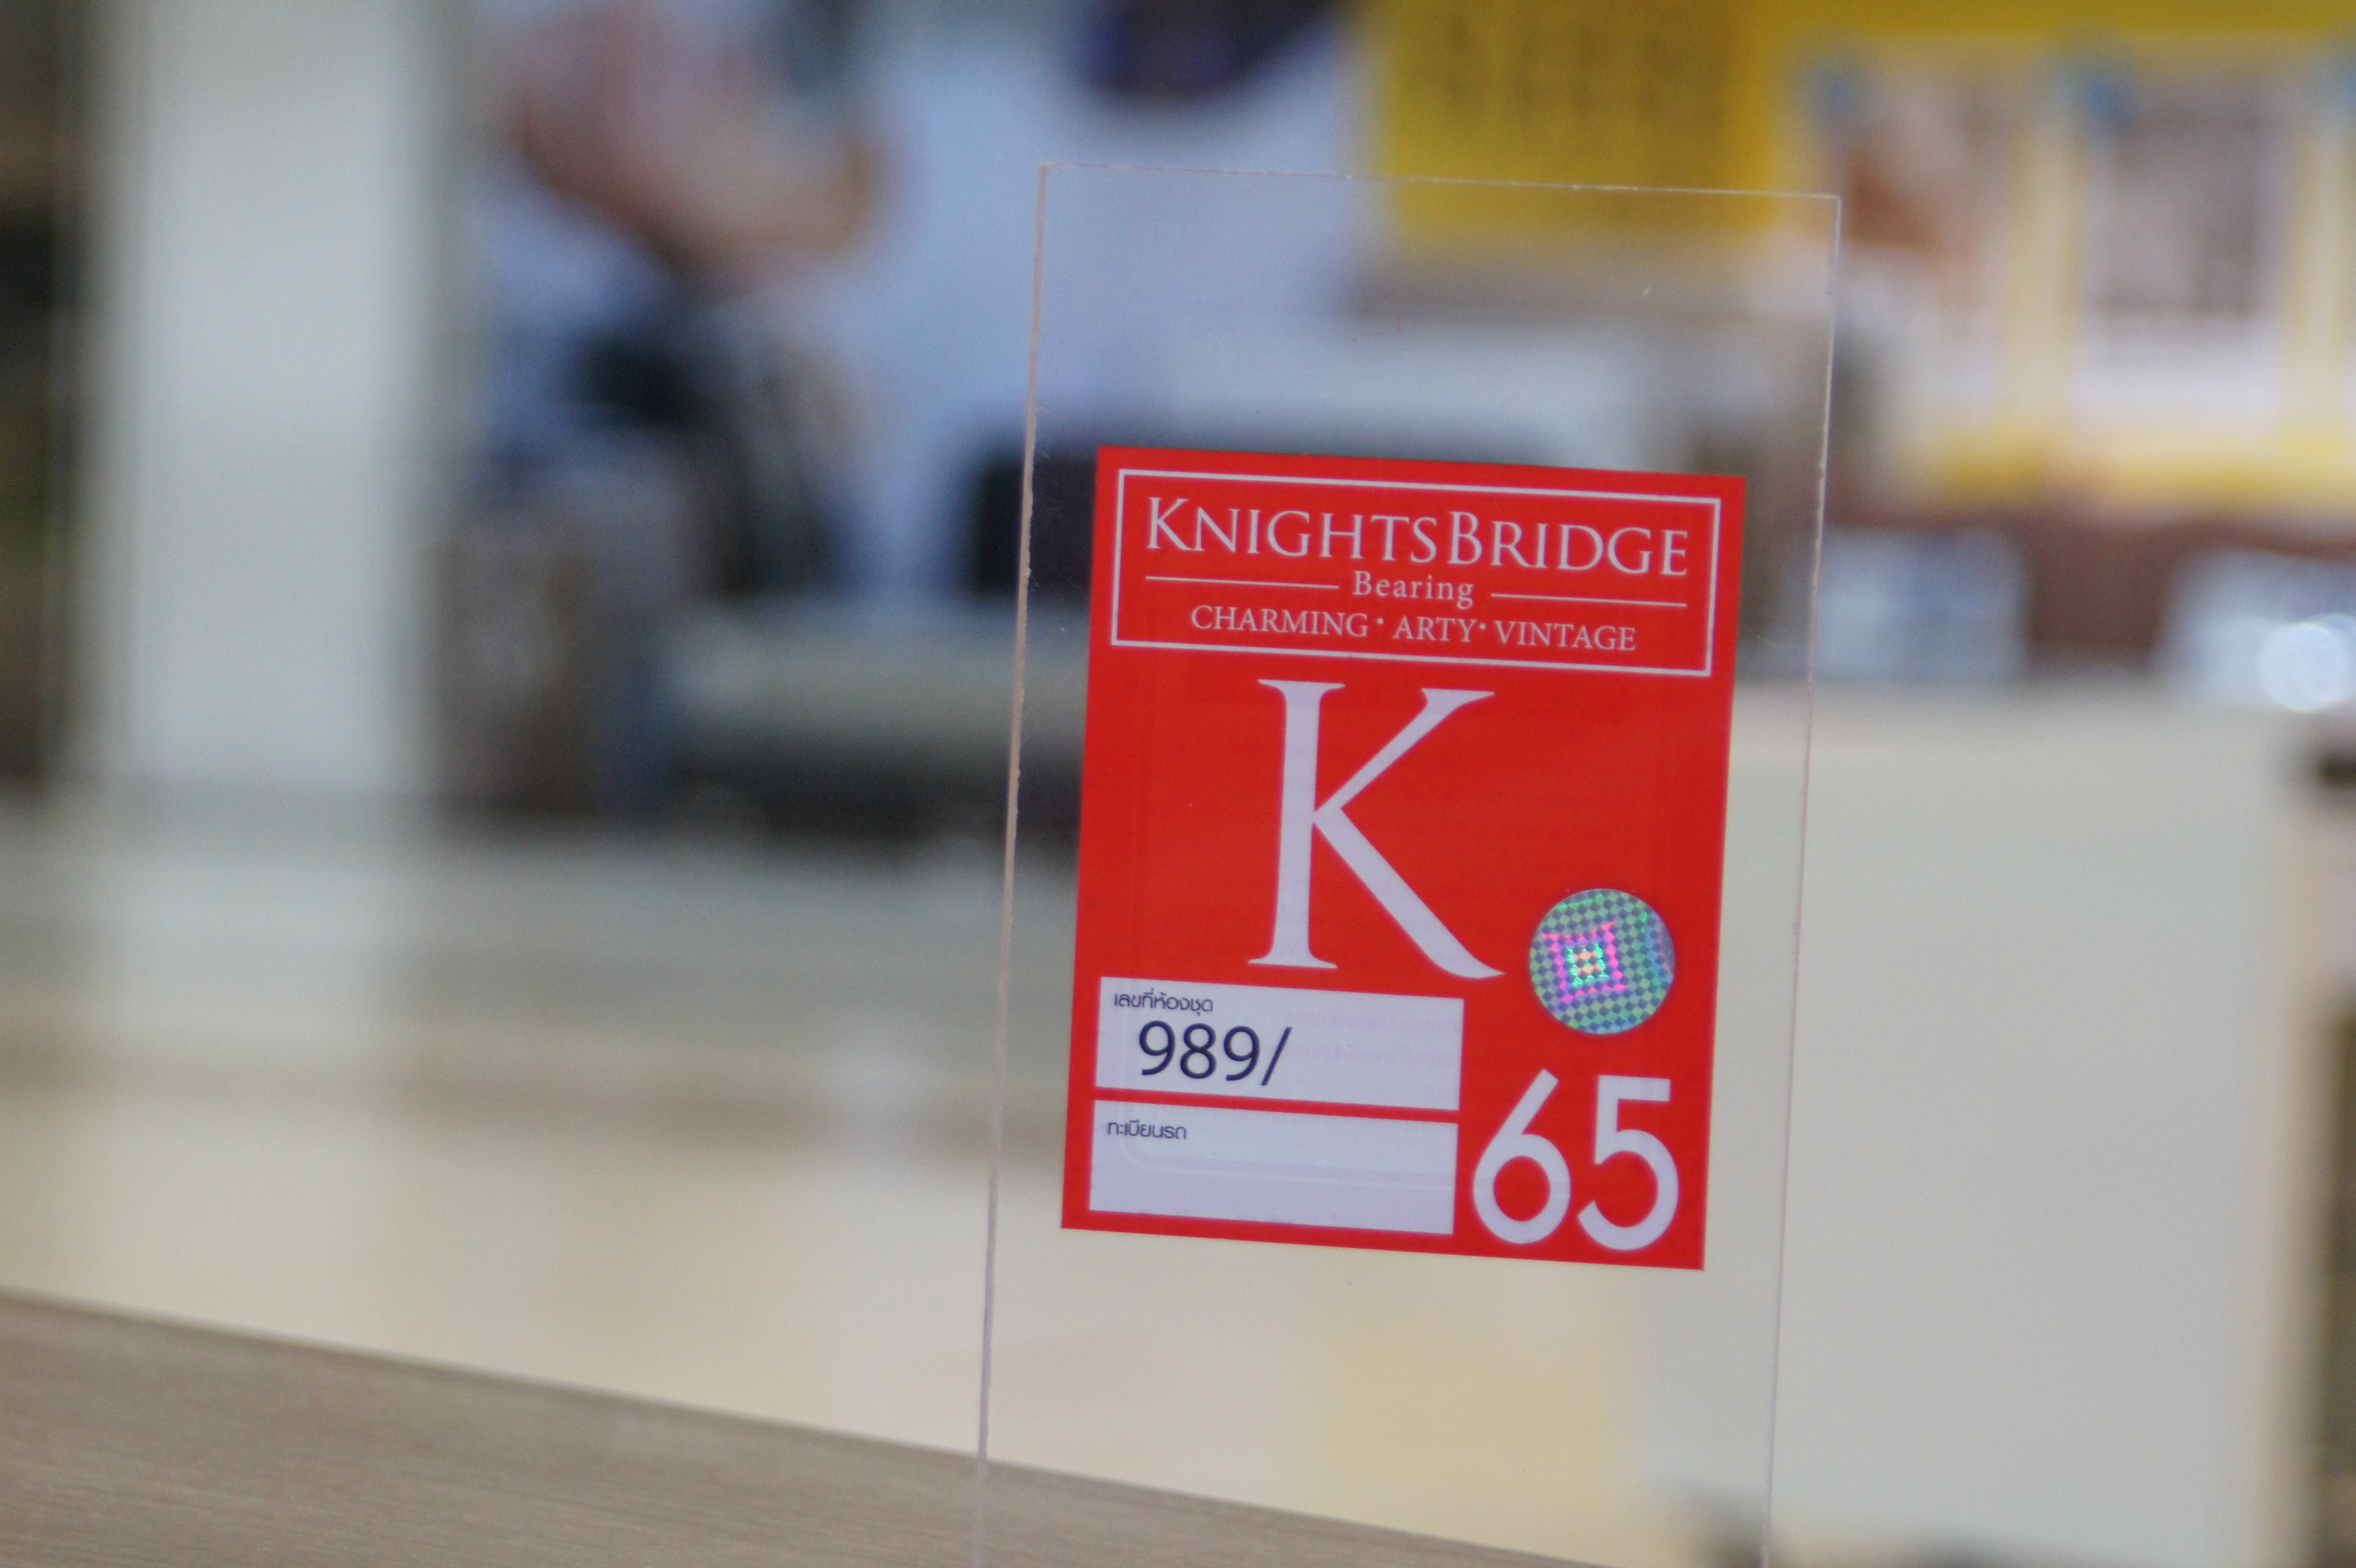 KNIGHTSBRIDGE
Bearing
CHARMING • ARTY • VINTAGE
K
เลขที่ห้องชุด
989/
ทะเบียนรถ
65